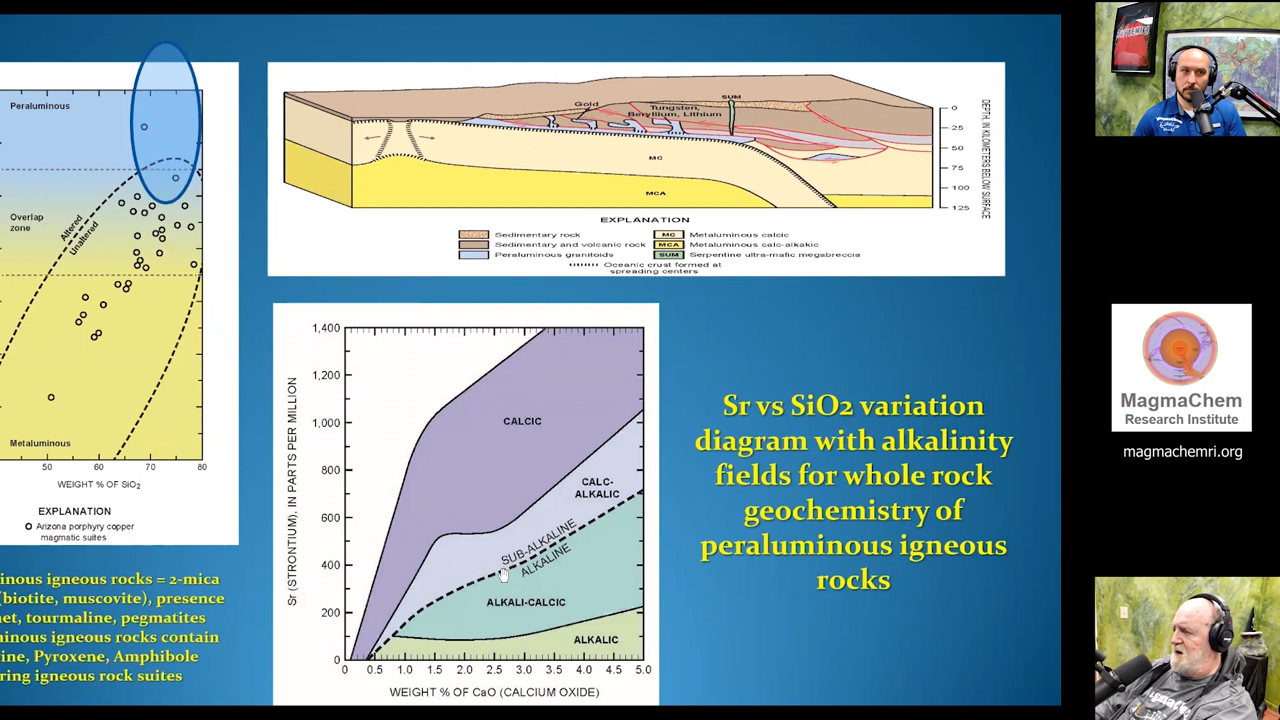 Peraluminous
Overlap
zone
Altered
Unaltered
Metaluminous
50
60
70
80
WEIGHT % OF SiO2
EXPLANATION
Arizona porphyry copper
magmatic suites
inous igneous rocks = 2-mica
(biotite, muscovite), presence
net, tourmaline, pegmatites
inous igneous rocks contain
ine, Pyroxene, Amphibole
ring igneous rock suites
Gold
Tungsten,
Beryllium, Lithium
SUM
MC
MCA
0
25
50
75
100
125
DEPTH, IN KILOMETERS BELOW SURFACE
EXPLANATION
Sedimentary rock
Sedimentary and volcanic rock
Peraluminous granitoids
MC Metaluminous calcic
MCA Metaluminous calc-alkakic
SUM Serpentine ultra-mafic megabreccia
Oceanic crust formed at
spreading centers
1,400
1,200
1,000
800
600
400
200
0
Sr (STRONTIUM), IN PARTS PER MILLION
CALCIC
CALC-
ALKALIC
SUB-ALKALINE
ALKALINE
ALKALI-CALCIC
ALKALIC
0 0.5 1.0 1.5 2.0 2.5 3.0 3.5 4.0 4.5 5.0
WEIGHT % OF CaO (CALCIUM OXIDE)
Sr vs SiO2 variation
diagram with alkalinity
fields for whole rock
geochemistry of
peraluminous igneous
rocks
MagmaChem
Research Institute
magmachemri.org